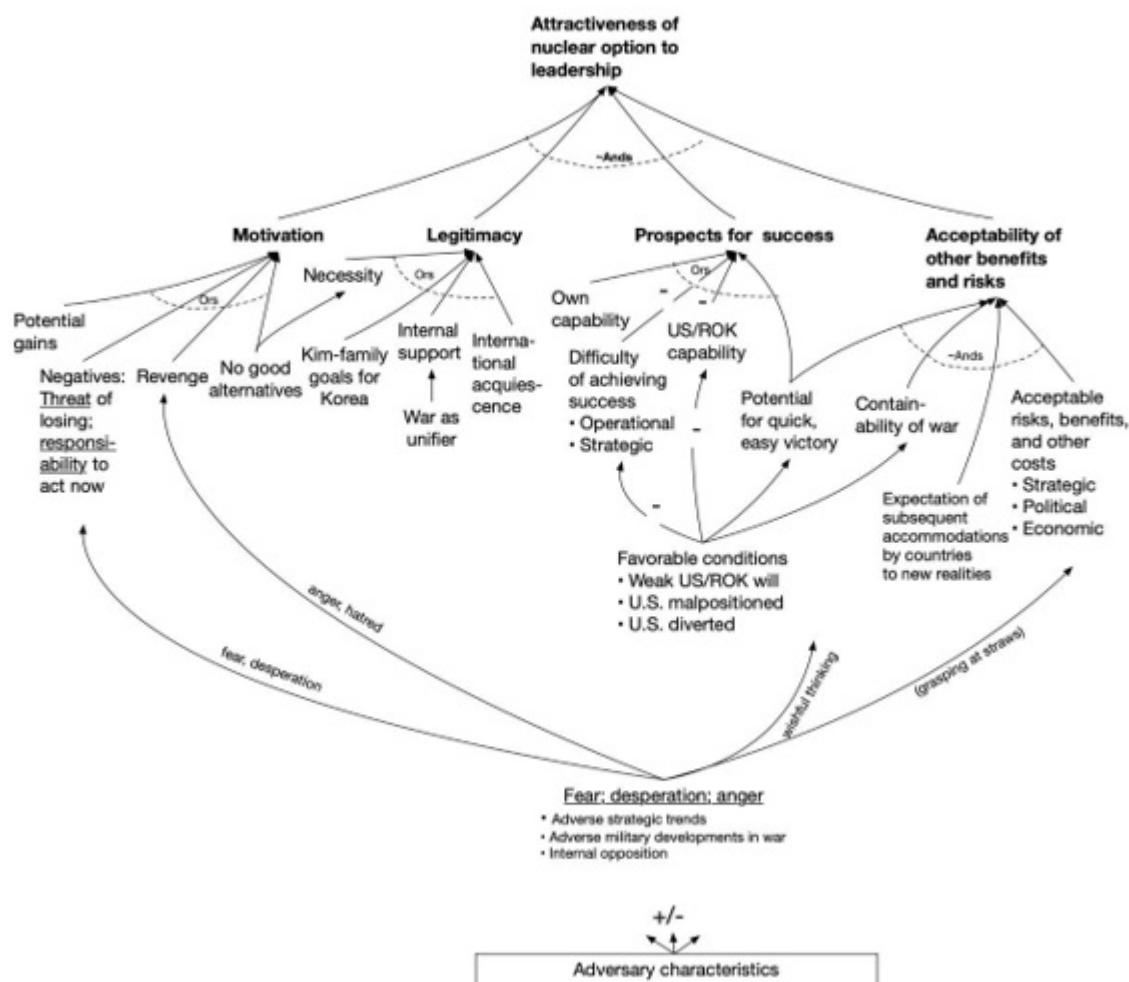 Attractiveness of
nuclear option to
leadership
~Ands
Motivation
Legitimacy
Prospects for success
Acceptability of
other benefits
and risks
Potential
gains
Ors
Negatives:
Threat of
losing;
responsi-
ability to
act now
Revenge
No good
alternatives
Necessity
Ors
Kim-family
goals for
Korea
Internal
support
War as
unifier
Interna-
tional
acquies-
cence
Own
capability
Ors
-
-
Difficulty
of achieving
success
• Operational
• Strategic
US/ROK
capability
Potential
for quick,
easy victory
~Ands
Contain-
ability of war
Expectation of
subsequent
accommodations
by countries
to new realities
Acceptable
risks, benefits,
and other
costs
• Strategic
• Political
• Economic
-
-
Favorable conditions
• Weak US/ROK will
• U.S. malpositioned
• U.S. diverted
anger, hatred
fear, desperation
wishful thinking
(grasping at straws)
Fear; desperation; anger
• Adverse strategic trends
• Adverse military developments in war
• Internal opposition
+/-
Adversary characteristics